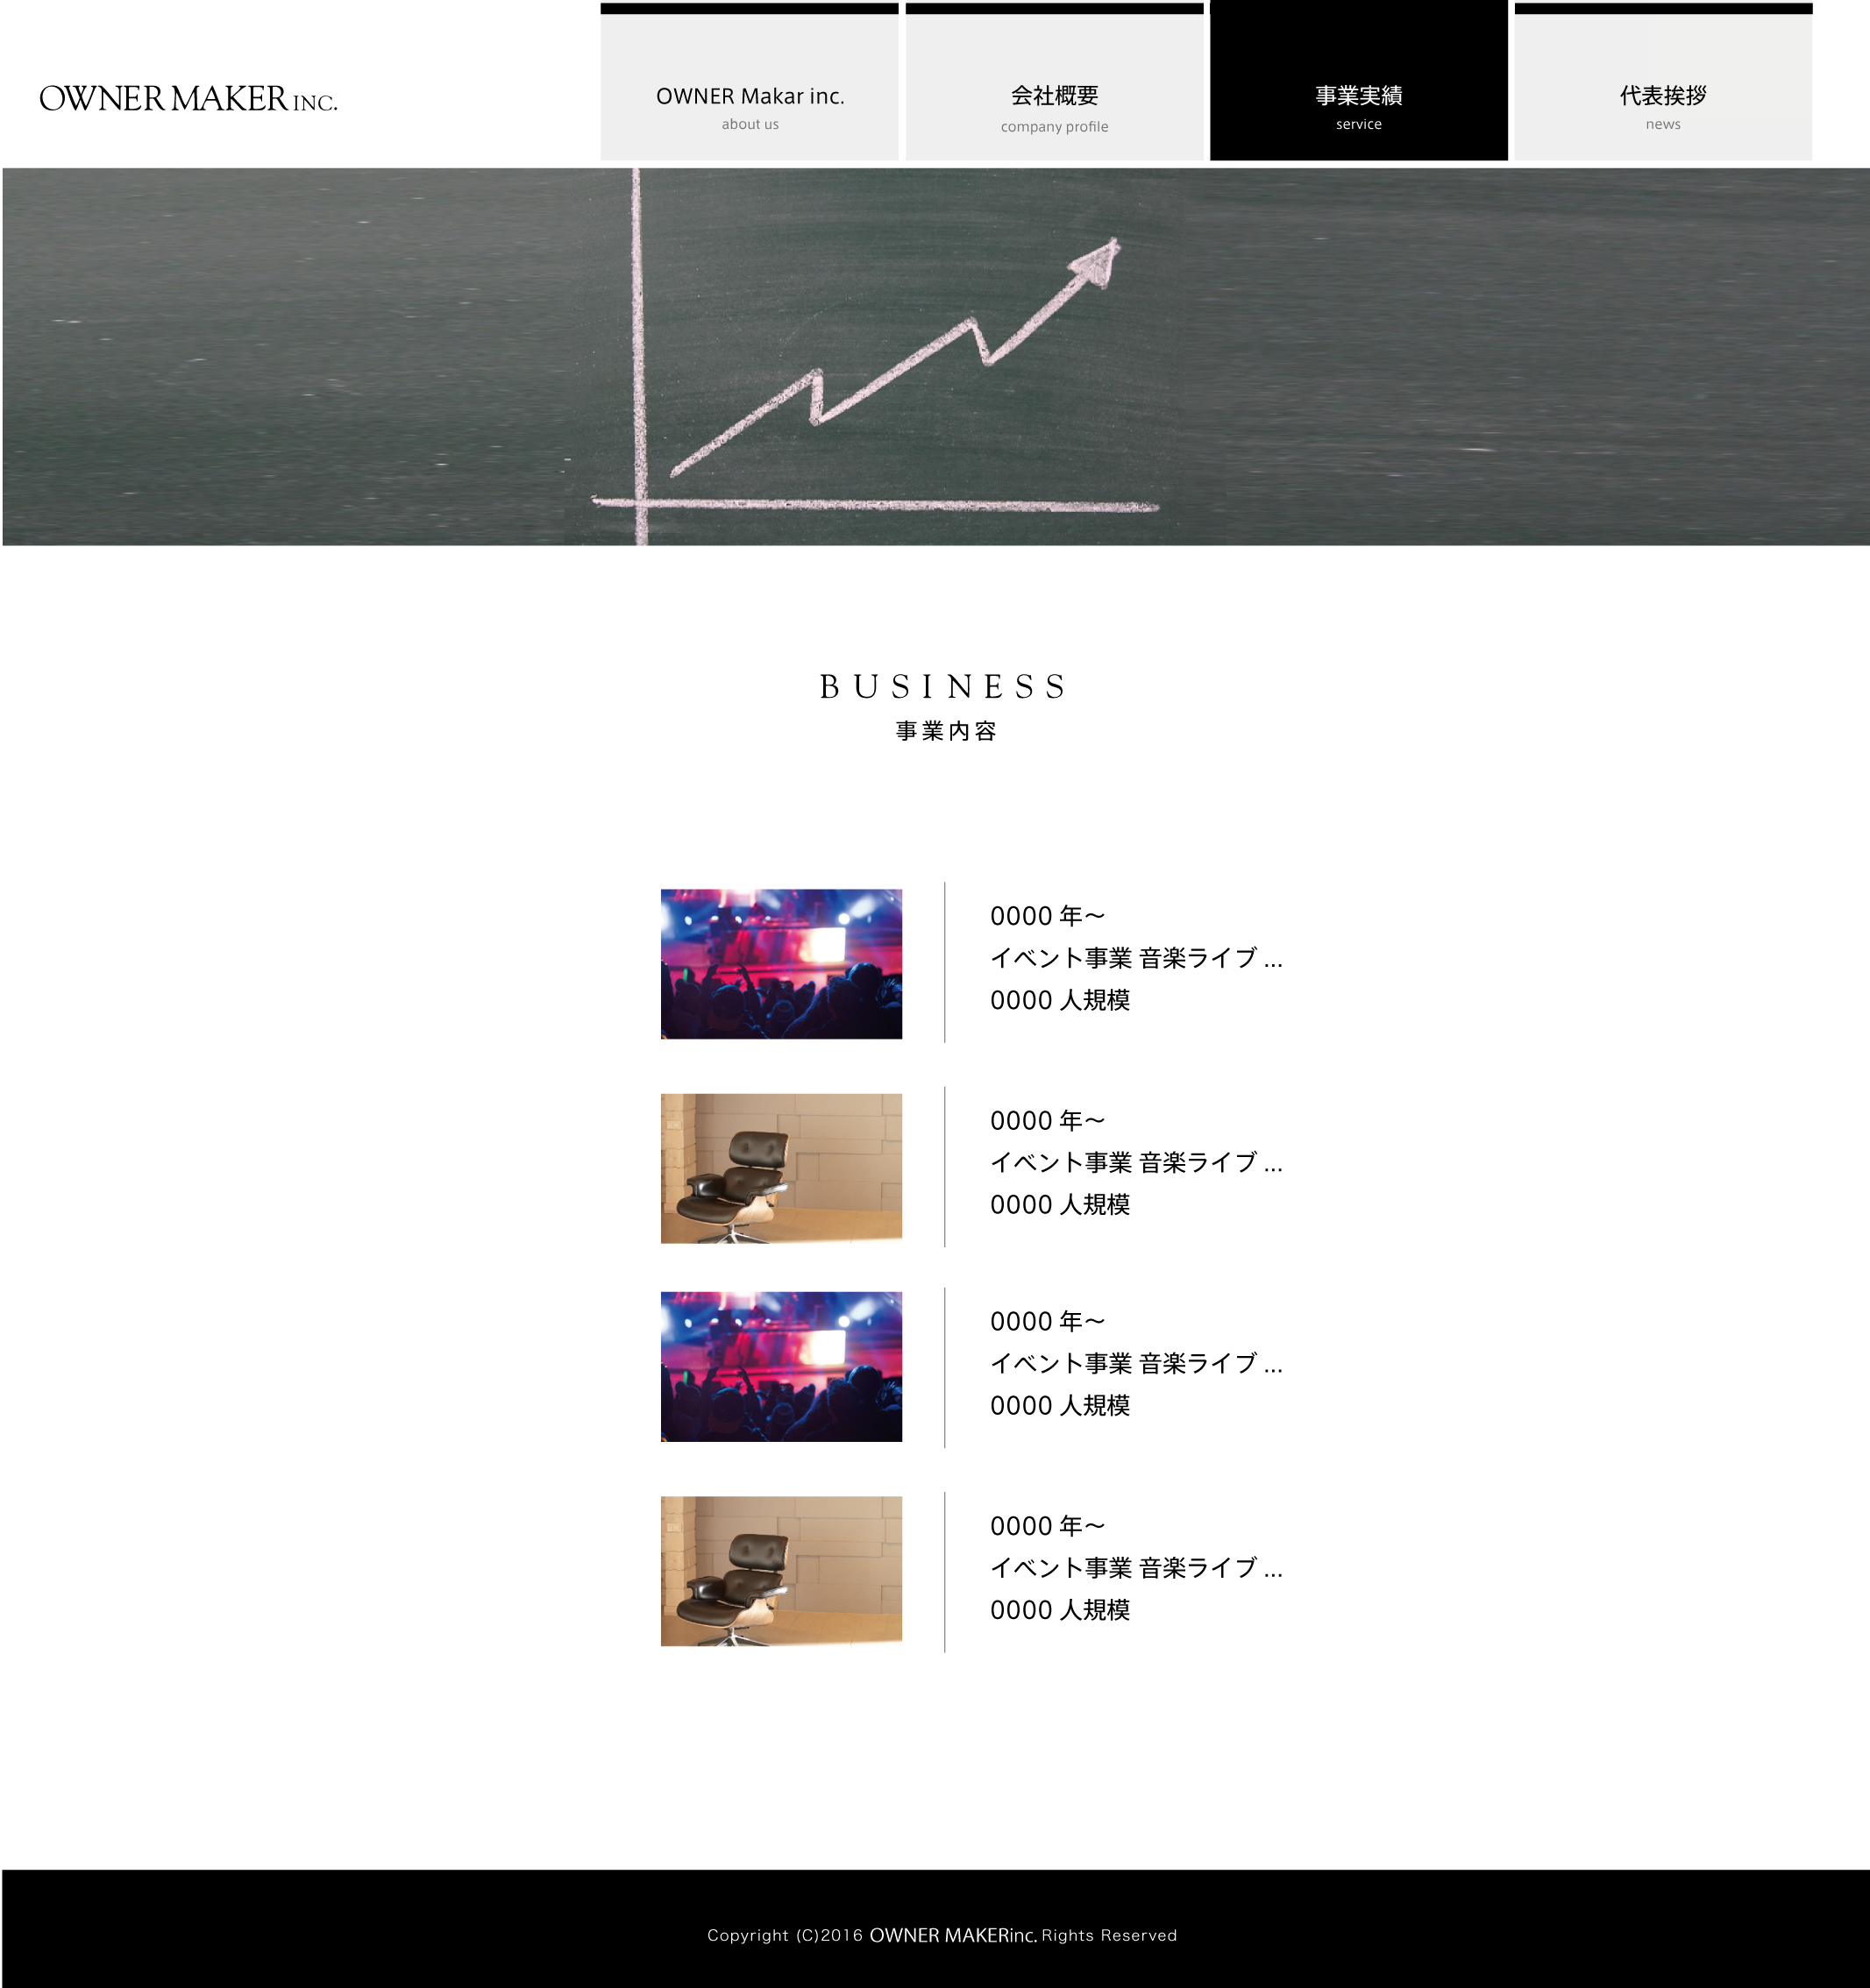 OWNER MAKER INC.
OWNER Makar inc.
about us
会社概要
company profile
事業実績
service
代表挨拶
news
BUSINESS
事業内容
0000 年〜
イベント事業 音楽ライブ ...
0000 人規模
0000 年〜
イベント事業 音楽ライブ ...
0000 人規模
0000 年〜
イベント事業 音楽ライブ ...
0000 人規模
0000 年〜
イベント事業 音楽ライブ ...
0000 人規模
Copyright (C)2016 OWNER MAKERinc. Rights Reserved